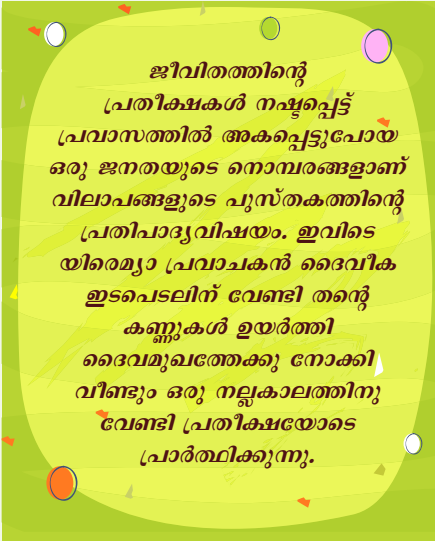 ജീവിതത്തിന്റെ
പ്രതീക്ഷകൾ നഷ്ടപ്പെട്ട്
പ്രവാസത്തിൽ അകപ്പെട്ടുപോയ
ഒരു ജനതയുടെ നൊമ്പരങ്ങളാണ്
വിലാപങ്ങളുടെ പുസ്തകത്തിന്റെ
പ്രതിപാദ്യവിഷയം. ഇവിടെ
യിരെമ്യാ പ്രവാചകൻ ദൈവീക
ഇടപെടലിന് വേണ്ടി തന്റെ
കണ്ണുകൾ ഉയർത്തി
ദൈവമുഖത്തേക്കു നോക്കി
വീണ്ടും ഒരു നല്ലകാലത്തിനു
വേണ്ടി പ്രതീക്ഷയോടെ
പ്രാർത്ഥിക്കുന്നു.